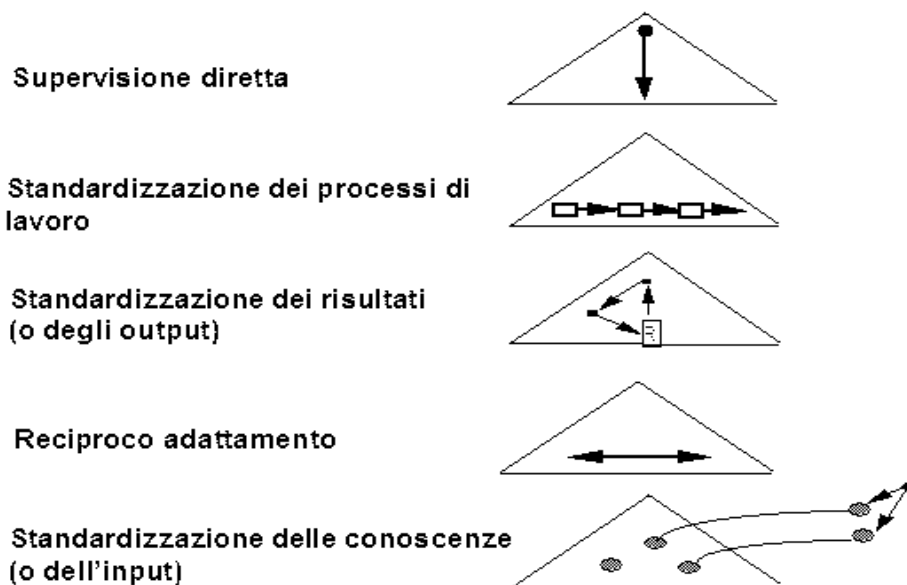 Supervisione diretta
Standardizzazione dei processi di
lavoro
Standardizzazione dei risultati
(o degli output)
Reciproco adattamento
Standardizzazione delle conoscenze
(o dell'input)